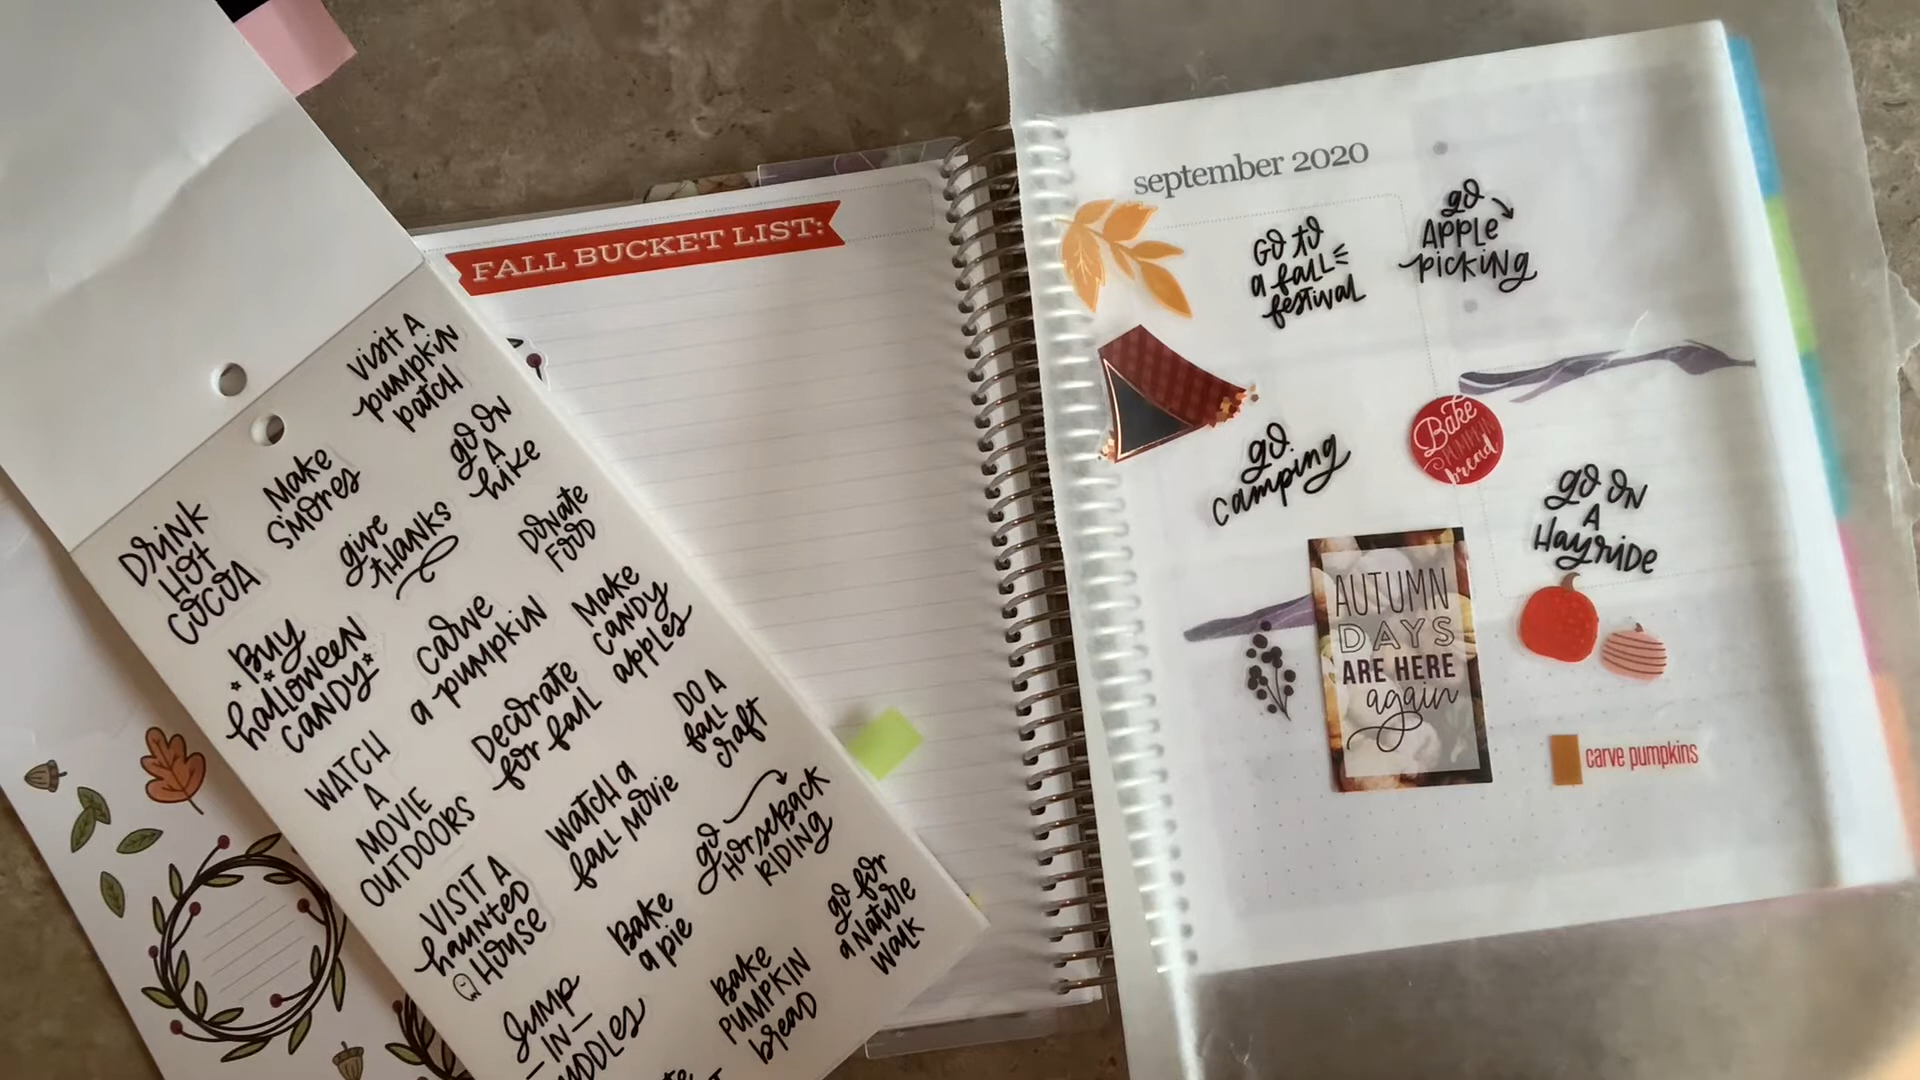 FALL BUCKET LIST:
visit A
pumpkin
patch
go on
A
hike
Make
S'mores
Drink
Hot
Cocoa
give
THANKS
DONATE
FOOD
Buy
halloween
CANDY
carve
a pumpkin
Make
candy
apples
WATCH
A
MOVIE
OUTDOORS
Decorate
for fall
DO A
fall
craft
Watch a
fall Movie
go
Horseback
RIDING
VISIT A
haunted
House
Bake
a pie
go for
a Nature
Walk
Jump
-IN-
Bake
PUMPKIN
bread
september 2020
Go to
a fall
festival
go
APPLE
picking
go
camping
Bake
PUMPKIN
bread
go on
A
Hayride
AUTUMN
DAYS
ARE HERE
again
carve pumpkins